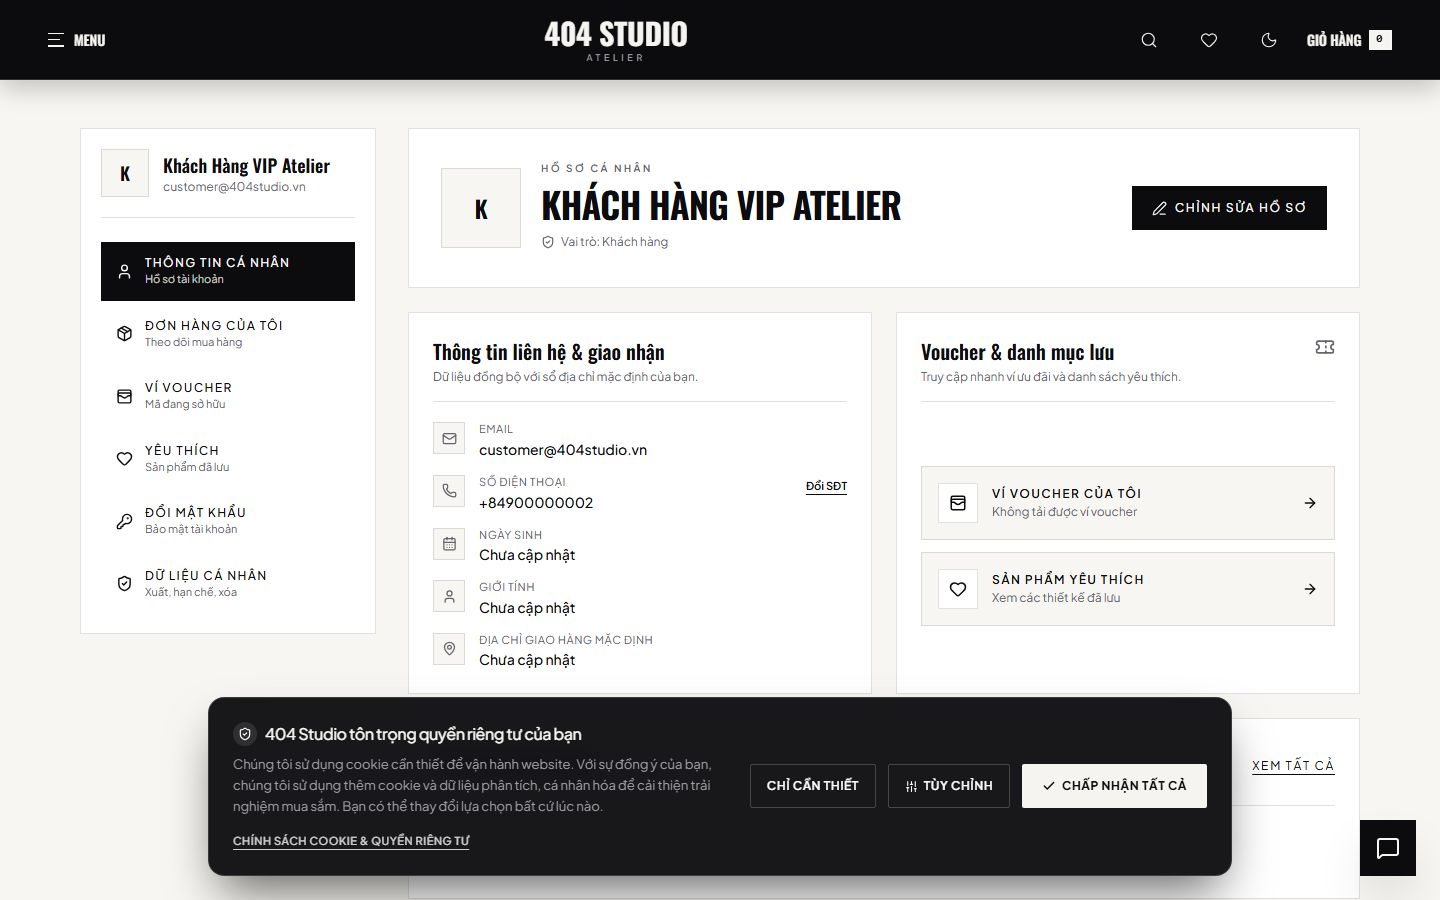 MENU
404 STUDIO
ATELIER
GIỎ HÀNG 0
K
Khách Hàng VIP Atelier
customer@404studio.vn
THÔNG TIN CÁ NHÂN
Hồ sơ tài khoản
ĐƠN HÀNG CỦA TÔI
Theo dõi mua hàng
VÍ VOUCHER
Mã đang sở hữu
YÊU THÍCH
Sản phẩm đã lưu
ĐỔI MẬT KHẨU
Bảo mật tài khoản
DỮ LIỆU CÁ NHÂN
Xuất, hạn chế, xóa
K
HỒ SƠ CÁ NHÂN
KHÁCH HÀNG VIP ATELIER
Vai trò: Khách hàng
CHỈNH SỬA HỒ SƠ
Thông tin liên hệ & giao nhận
Dữ liệu đồng bộ với sổ địa chỉ mặc định của bạn.
EMAIL
customer@404studio.vn
SỐ ĐIỆN THOẠI
+84900000002
Đổi SĐT
NGÀY SINH
Chưa cập nhật
GIỚI TÍNH
Chưa cập nhật
ĐỊA CHỈ GIAO HÀNG MẶC ĐỊNH
Chưa cập nhật
Voucher & danh mục lưu
Truy cập nhanh ví ưu đãi và danh sách yêu thích.
VÍ VOUCHER CỦA TÔI
Không tải được ví voucher
SẢN PHẨM YÊU THÍCH
Xem các thiết kế đã lưu
XEM TẤT CẢ
404 Studio tôn trọng quyền riêng tư của bạn
Chúng tôi sử dụng cookie cần thiết để vận hành website. Với sự đồng ý của bạn,
chúng tôi sử dụng thêm cookie và dữ liệu phân tích, cá nhân hóa để cải thiện trải
nghiệm mua sắm. Bạn có thể thay đổi lựa chọn bất cứ lúc nào.
CHÍNH SÁCH COOKIE & QUYỀN RIÊNG TƯ
CHỈ CẦN THIẾT
TÙY CHỈNH
CHẤP NHẬN TẤT CẢ